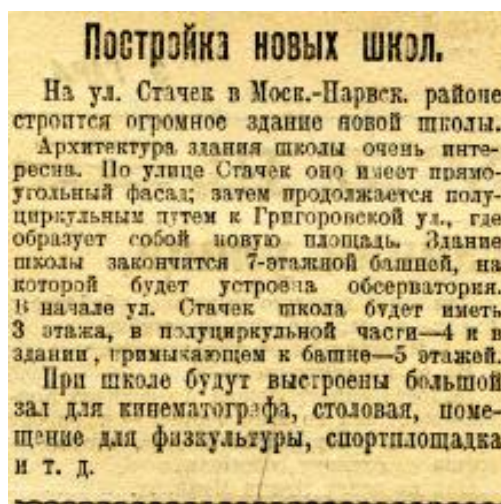 Постройка новых школ.
На ул. Стачек в Моск.-Нарвск. районе
строится огромное здание новой школы.
Архитектура здания школы очень инте-
ресна. По улице Стачек оно имеет прямо-
угольный фасад; затем продолжается полу-
циркульным путем к Григоровской ул., где
образует собой новую площадь. Здание
школы закончится 7-этажной башней, на
которой будет устроена обсерватория.
В начале ул. Стачек школа будет иметь
3 этажа, в полуциркульной части—4 и в
здании, примыкающем к башне—5 этажей.
При школе будут выстроены большой
зал для кинематографа, столовая, поме-
щение для физкультуры, спортплощадка
и т. д.